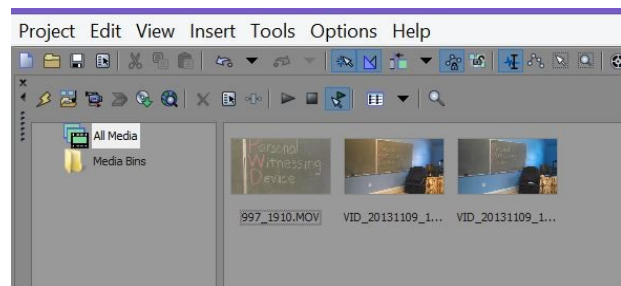 Project Edit View Insert Tools Options Help
All Media
Media Bins
Personal
Witnessing
Device
997_1910.MOV
VID_20131109_1...
VID_20131109_1...